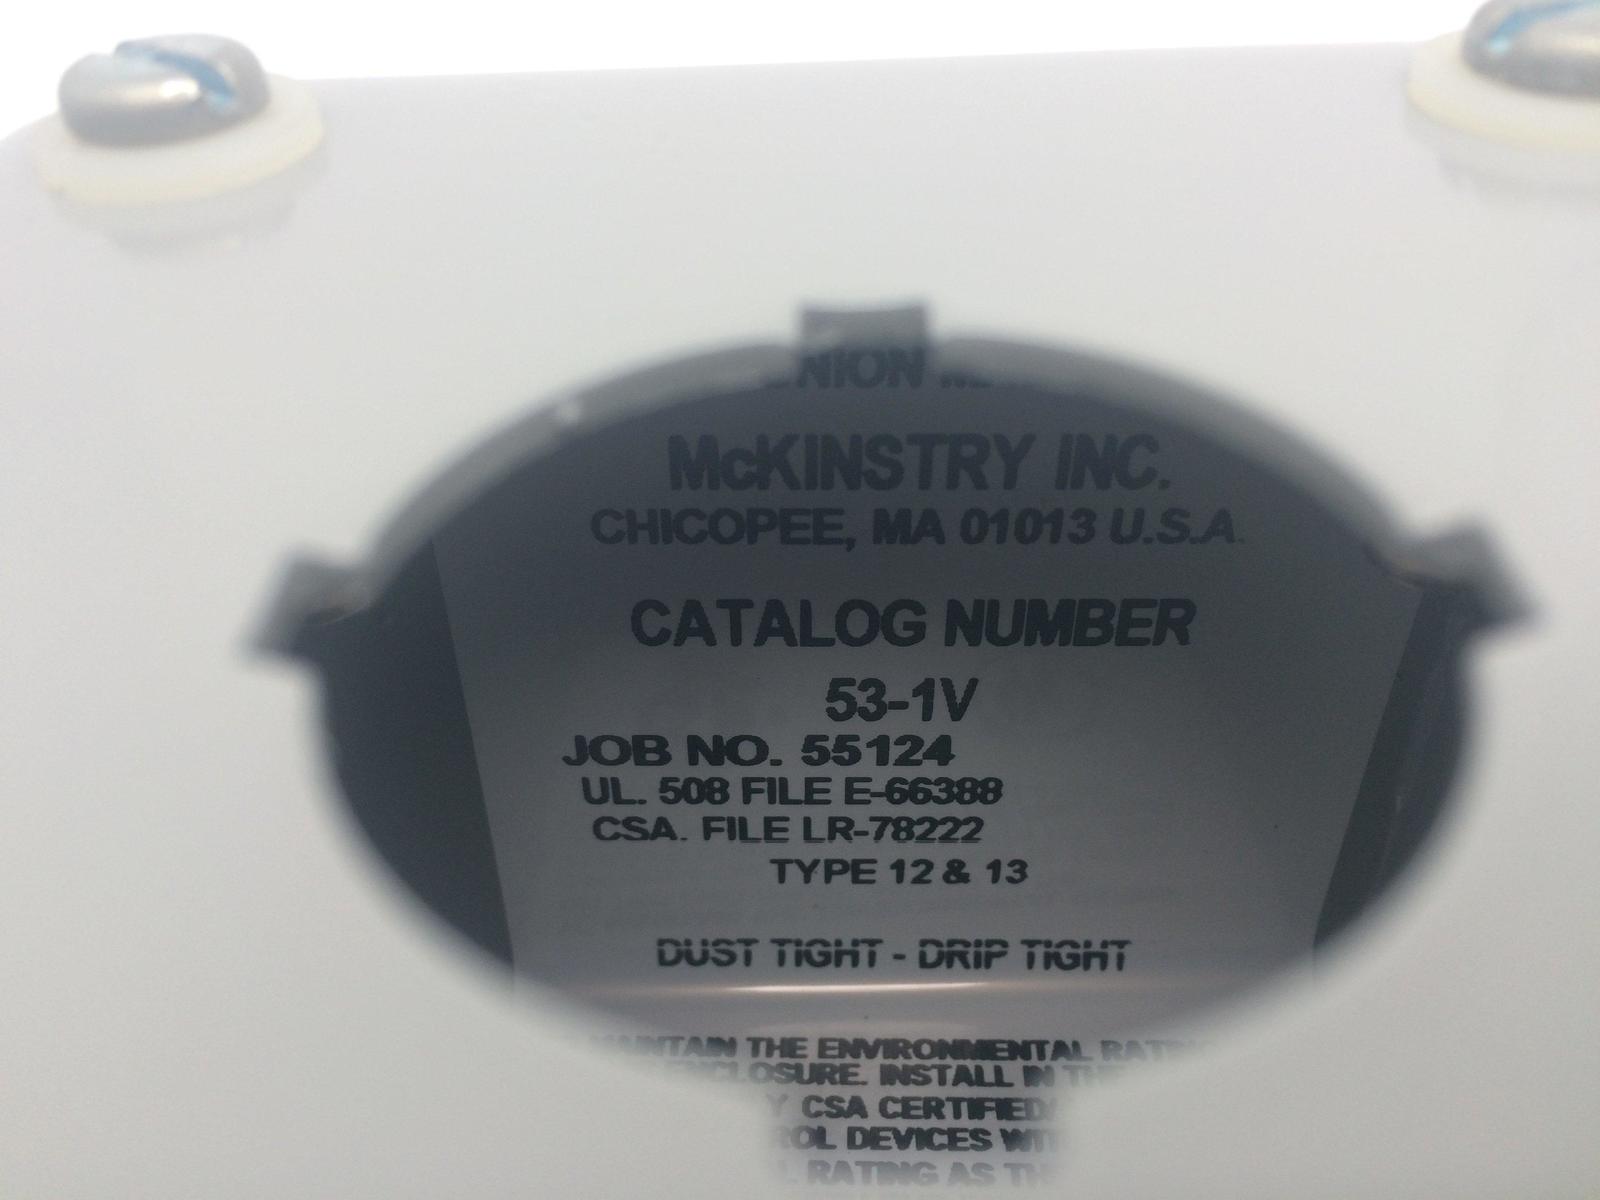 McKINSTRY INC.
CHICOPEE, MA 01013 U.S.A.
CATALOG NUMBER
53-1V
JOB NO. 55124
UL. 508 FILE E-66388
CSA. FILE LR-78222
TYPE 12 & 13
DUST TIGHT - DRIP TIGHT
THE ENVIRONMENTAL
INSTALL IN
CSA CERTIFIED/
DEVICES
RATING AS